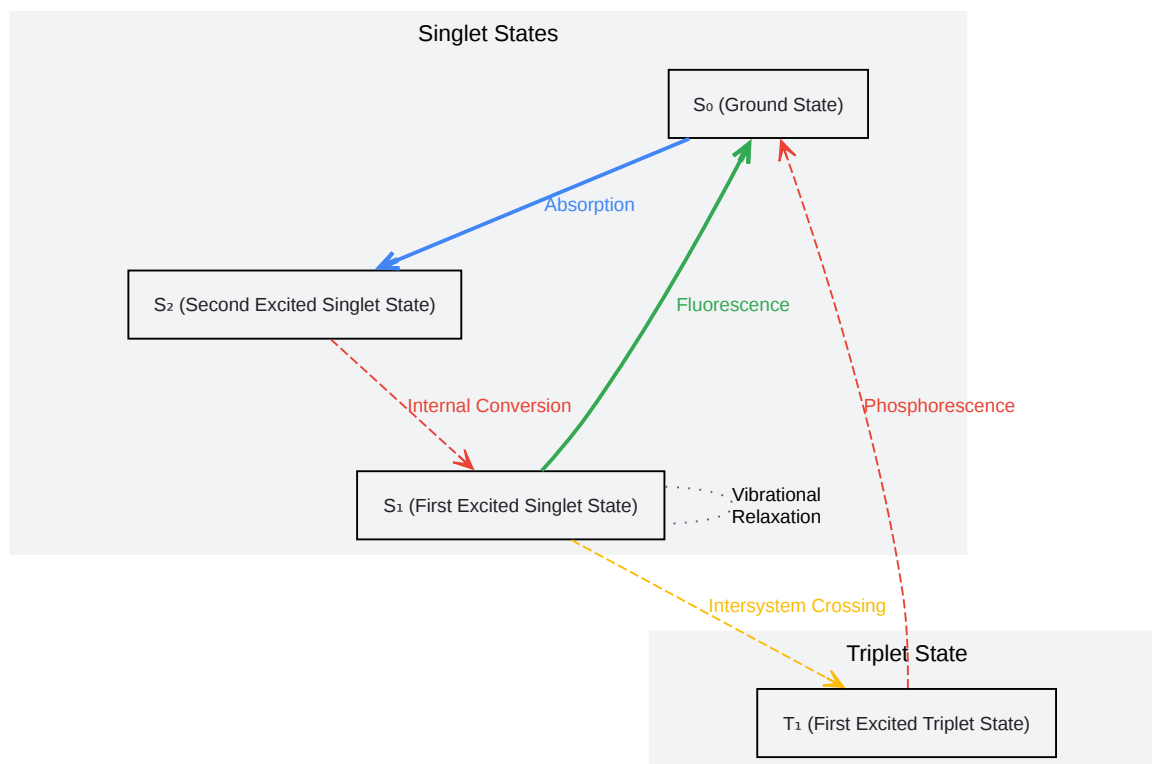 Singlet States
S₀ (Ground State)
Absorption
S₂ (Second Excited Singlet State)
Fluorescence
Internal Conversion
Phosphorescence
S₁ (First Excited Singlet State)
Vibrational
Relaxation
Intersystem Crossing
Triplet State
T₁ (First Excited Triplet State)